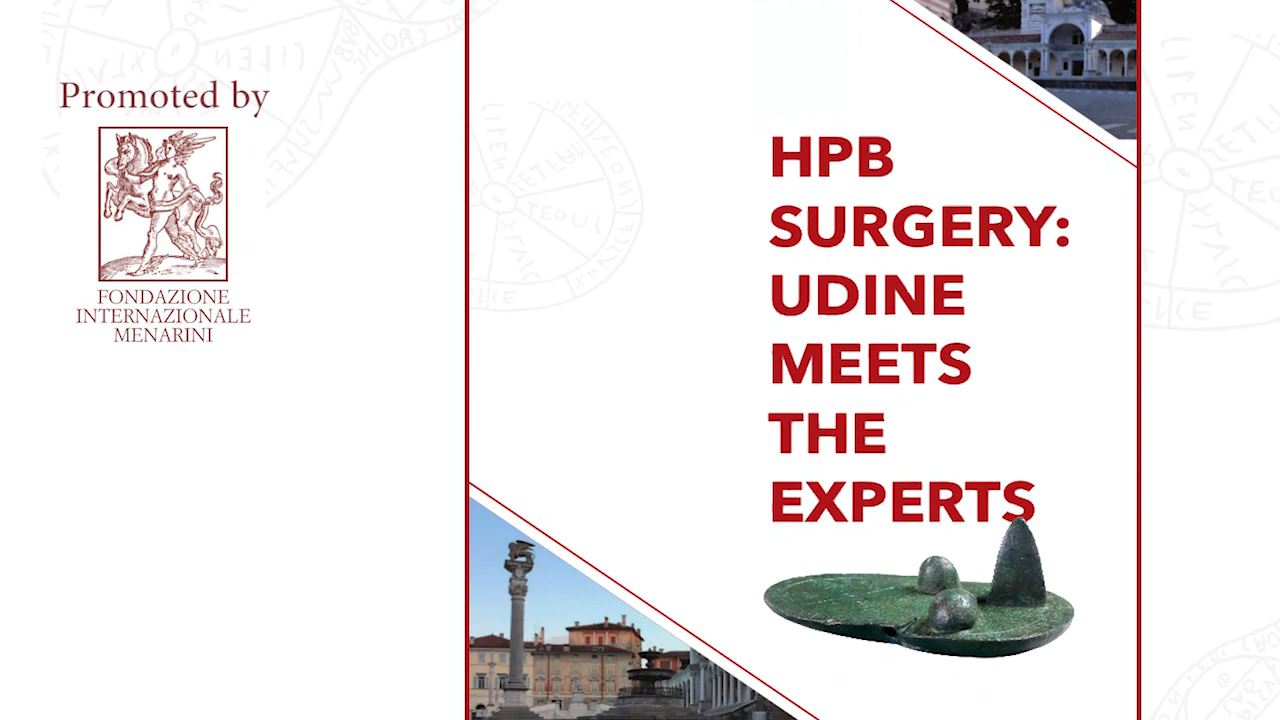 Promoted by
FONDAZIONE
INTERNAZIONALE
MENARINI
HPB
SURGERY:
UDINE
MEETS
THE
EXPERTS